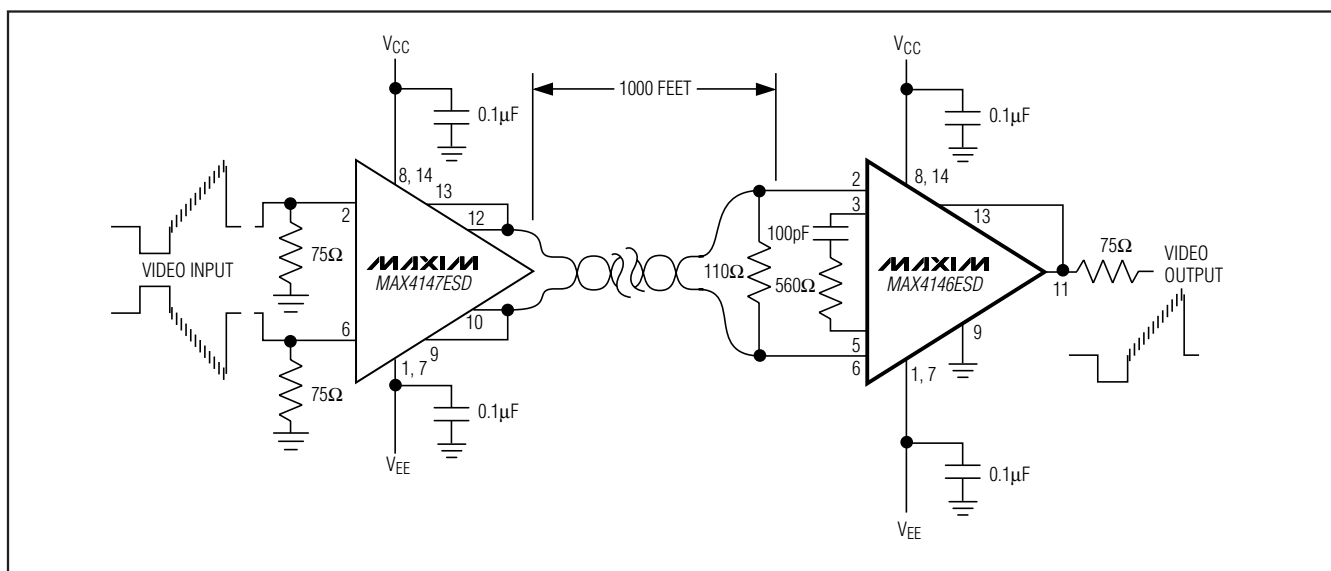 VCC
VCC
1000 FEET
0.1µF
0.1µF
8, 14
13
12
2
75Ω
VIDEO INPUT
MAXIM
MAX4147ESD
6
10
9
1, 7
75Ω
0.1µF
VEE
110Ω
2
3
100pF
560Ω
5
6
8, 14
13
MAXIM
MAX4146ESD
11
75Ω
VIDEO
OUTPUT
9
1, 7
0.1µF
VEE